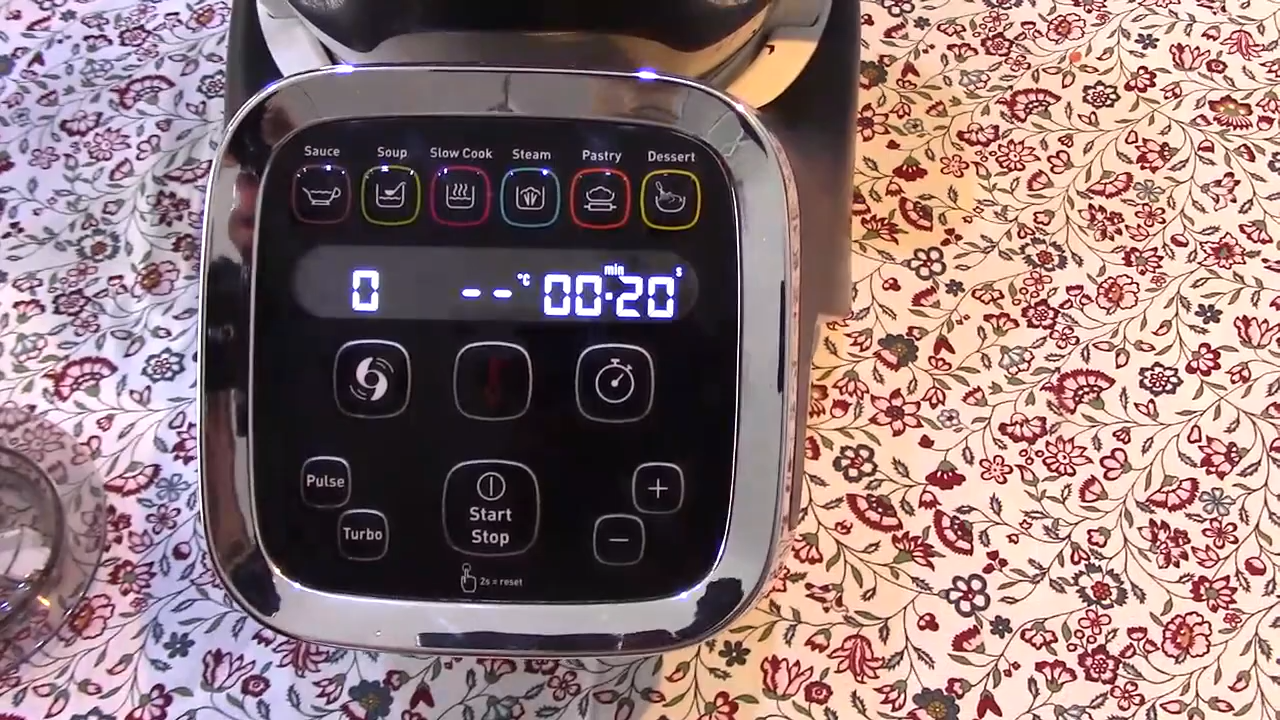 Sauce Soup Slow Cook Steam Pastry Dessert
0 --°C 00:20 min s
Pulse
Turbo
Start
Stop
+
−
2s = reset